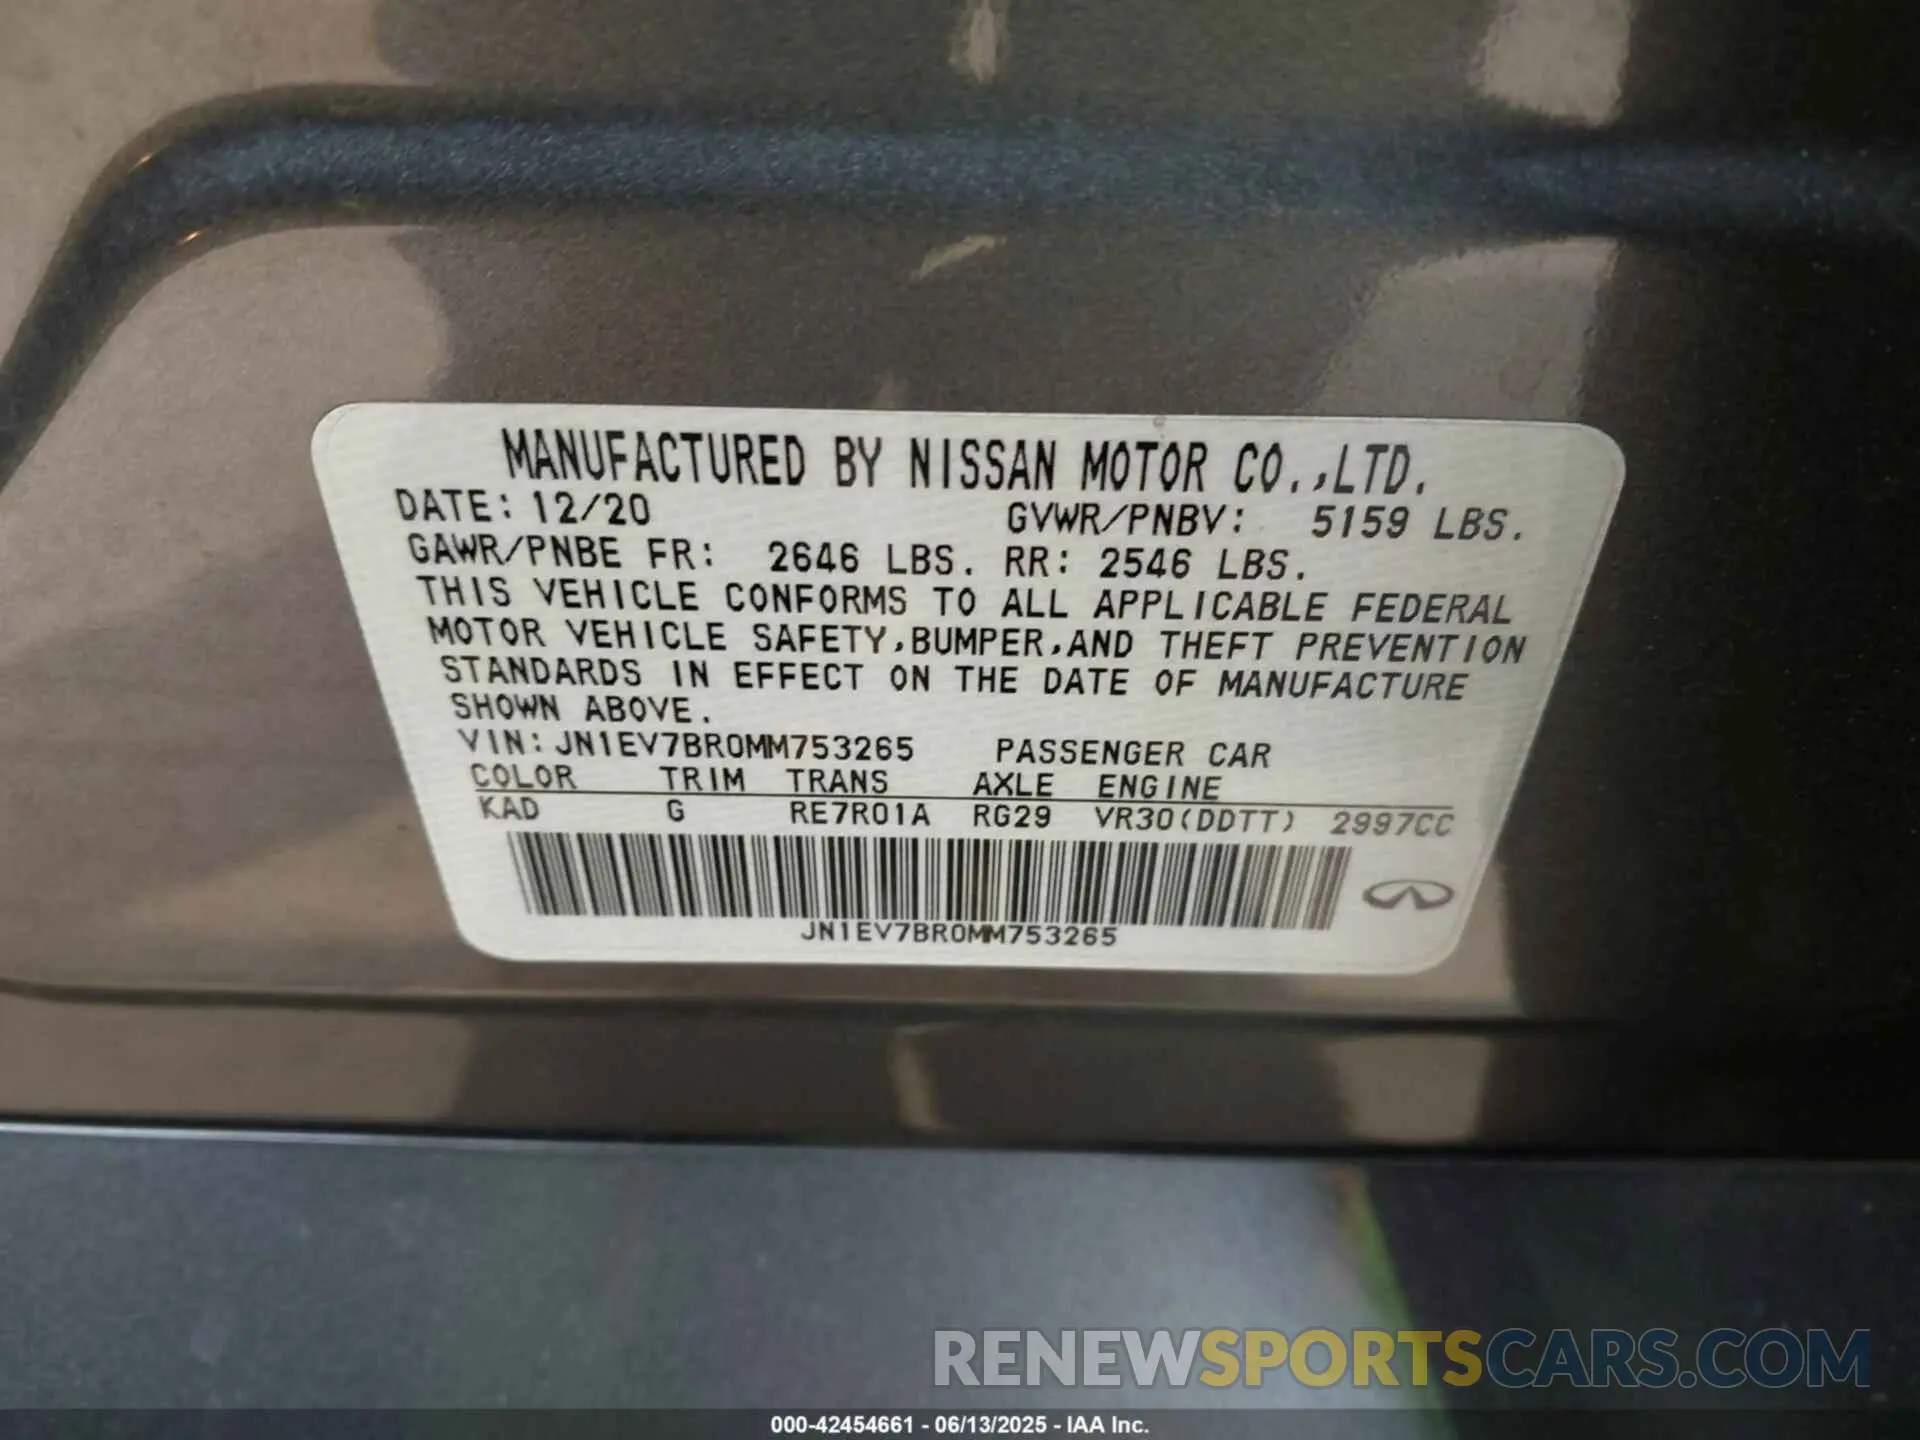 MANUFACTURED BY NISSAN MOTOR CO.,LTD.
DATE: 12/20 GVWR/PNBV: 5159 LBS.
GAWR/PNBE FR: 2646 LBS. RR: 2546 LBS.
THIS VEHICLE CONFORMS TO ALL APPLICABLE FEDERAL
MOTOR VEHICLE SAFETY,BUMPER,AND THEFT PREVENTION
STANDARDS IN EFFECT ON THE DATE OF MANUFACTURE
SHOWN ABOVE.
VIN: JN1EV7BR0MM753265 PASSENGER CAR
COLOR TRIM TRANS AXLE ENGINE
KAD G RE7R01A RG29 VR30(DDTT) 2997CC
JN1EV7BR0MM753265
RENEWSPORTSCARS.COM
000-42454661 - 06/13/2025 - IAA Inc.